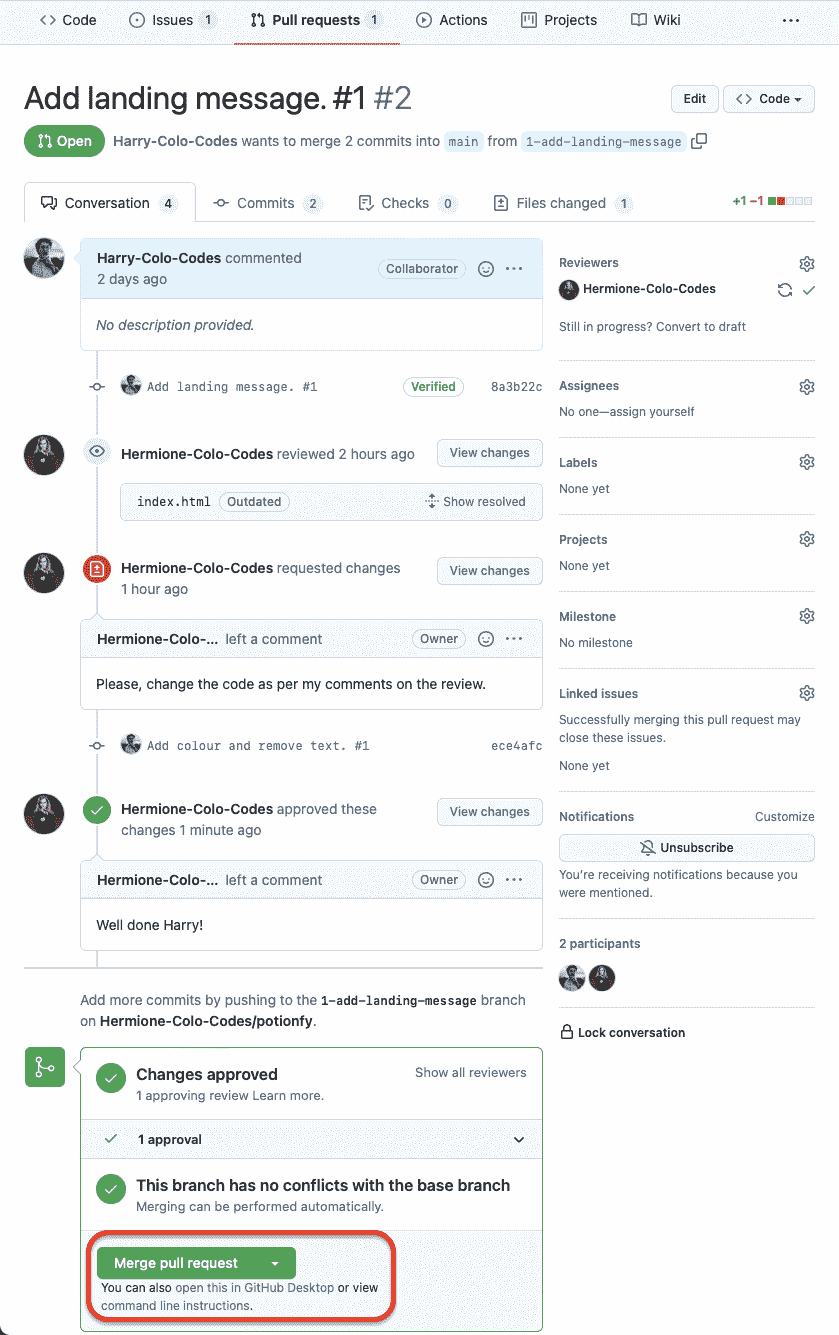 Code Issues 1 Pull requests 1 Actions Projects Wiki
Add landing message. #1 #2
Edit
Code
Open
Harry-Colo-Codes wants to merge 2 commits into main from 1-add-landing-message
Conversation 4 Commits 2 Checks 0 Files changed 1
+1 −1
Harry-Colo-Codes commented
2 days ago
Collaborator
No description provided.
Add landing message. #1 Verified 8a3b22c
Hermione-Colo-Codes reviewed 2 hours ago View changes
index.html Outdated Show resolved
Hermione-Colo-Codes requested changes
1 hour ago
View changes
Hermione-Colo-... left a comment Owner
Please, change the code as per my comments on the review.
Add colour and remove text. #1 ece4afc
Hermione-Colo-Codes approved these
changes 1 minute ago
View changes
Hermione-Colo-... left a comment Owner
Well done Harry!
Add more commits by pushing to the 1-add-landing-message branch
on Hermione-Colo-Codes/potionfy.
Changes approved Show all reviewers
1 approving review Learn more.
1 approval
This branch has no conflicts with the base branch
Merging can be performed automatically.
Merge pull request
You can also open this in GitHub Desktop or view
command line instructions.
Reviewers
Hermione-Colo-Codes
Still in progress? Convert to draft
Assignees
No one—assign yourself
Labels
None yet
Projects
None yet
Milestone
No milestone
Linked issues
Successfully merging this pull request may
close these issues.
None yet
Notifications Customize
Unsubscribe
You're receiving notifications because you
were mentioned.
2 participants
Lock conversation